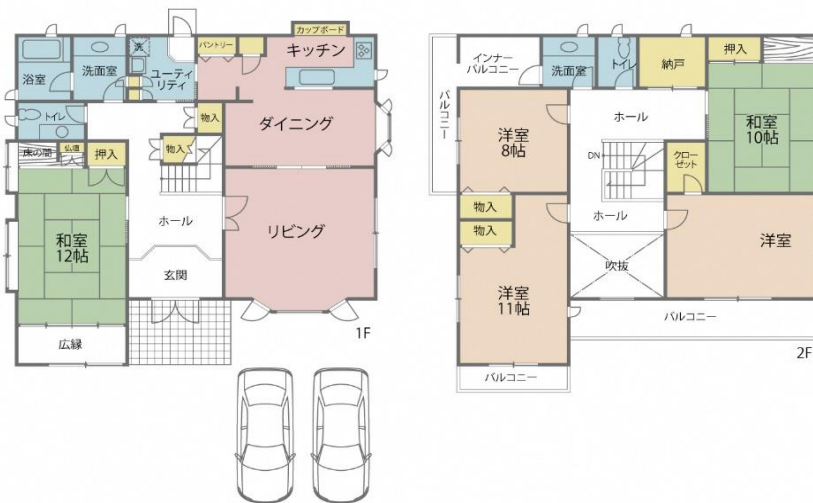 カップボード
洗
パントリー
キッチン
浴室
洗面室
ユーティ
リティ
トイレ
物入
ダイニング
床の間
仏壇
押入
物入
和室
12帖
ホール
リビング
玄関
広縁
1F
インナー
バルコニー
洗面室
トイレ
納戸
押入
バルコニー
ホール
洋室
8帖
和室
10帖
DN
クロー
ゼット
物入
ホール
物入
洋室
11帖
吹抜
洋室
バルコニー
バルコニー
2F